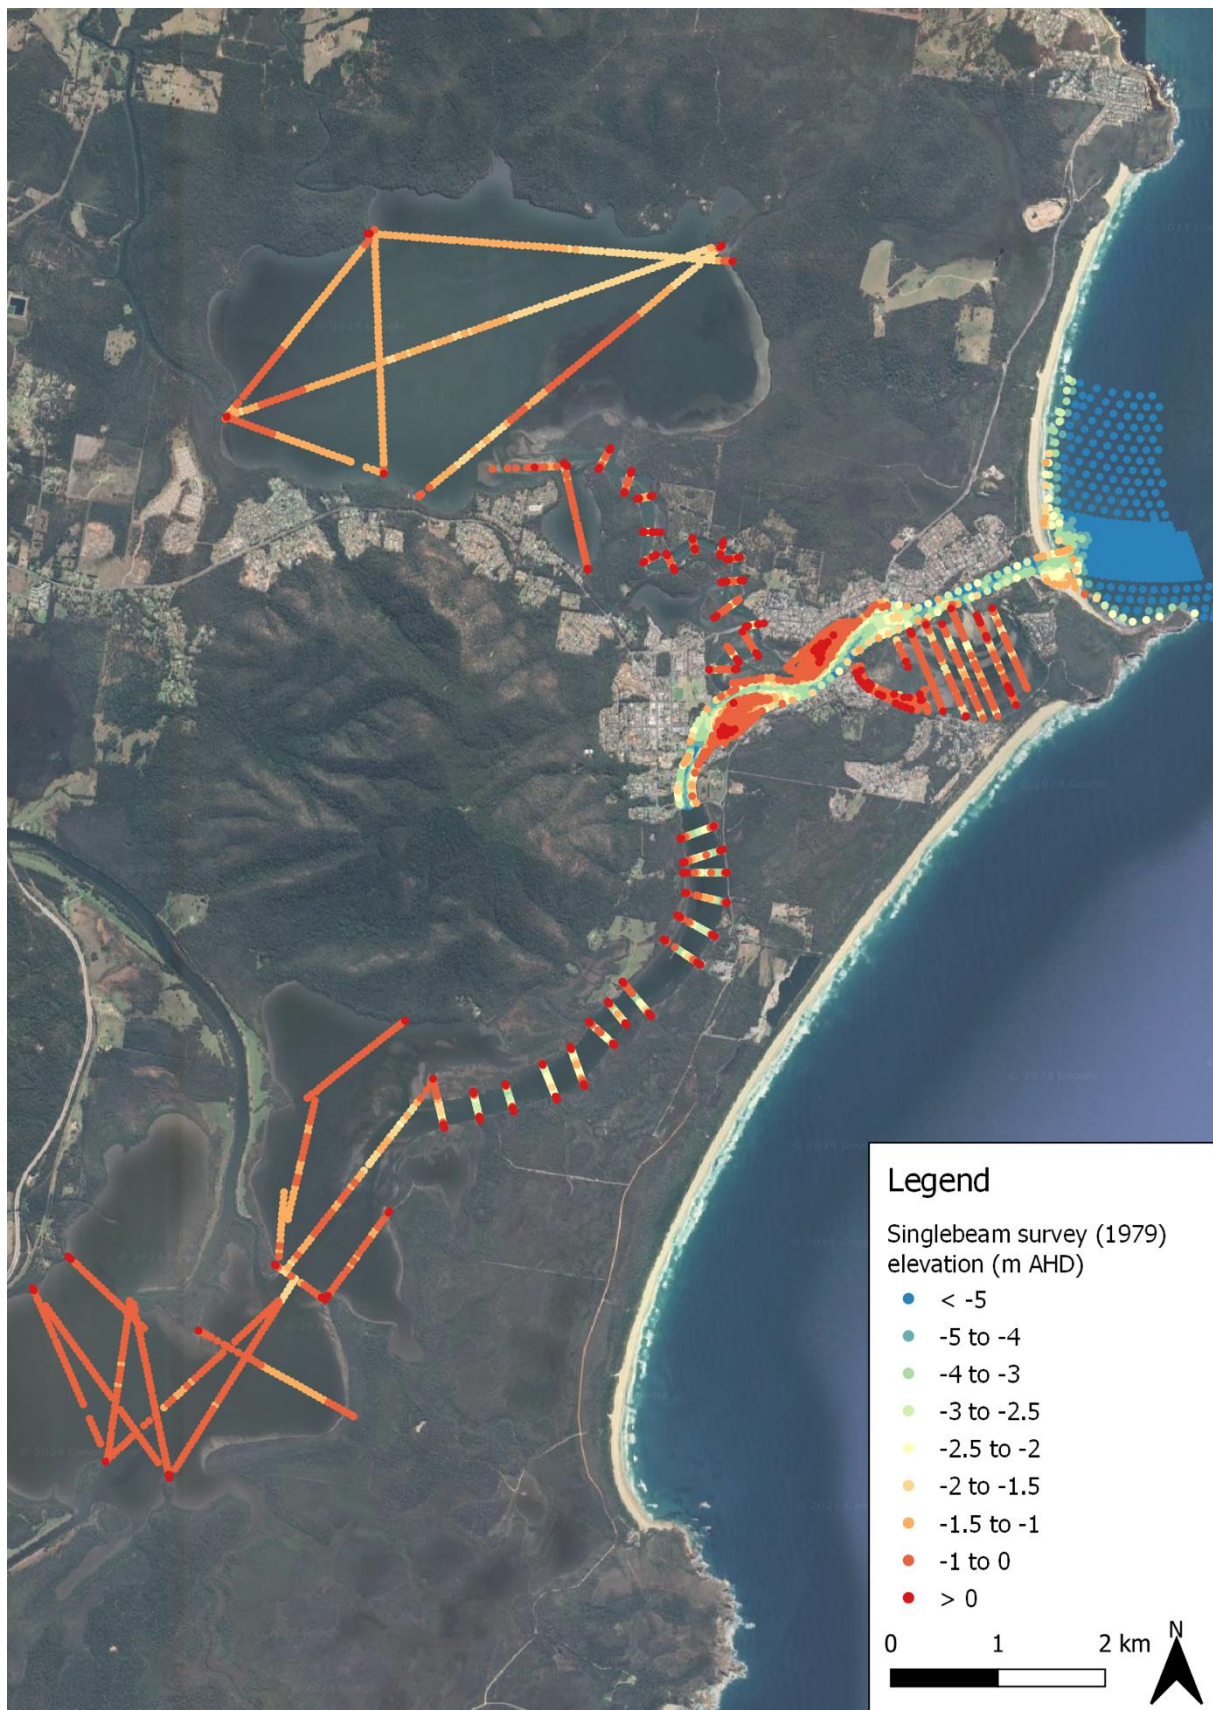 Legend
Singlebeam survey (1979)
elevation (m AHD)
< -5
-5 to -4
-4 to -3
-3 to -2.5
-2.5 to -2
-2 to -1.5
-1.5 to -1
-1 to 0
> 0
0 1 2 km N